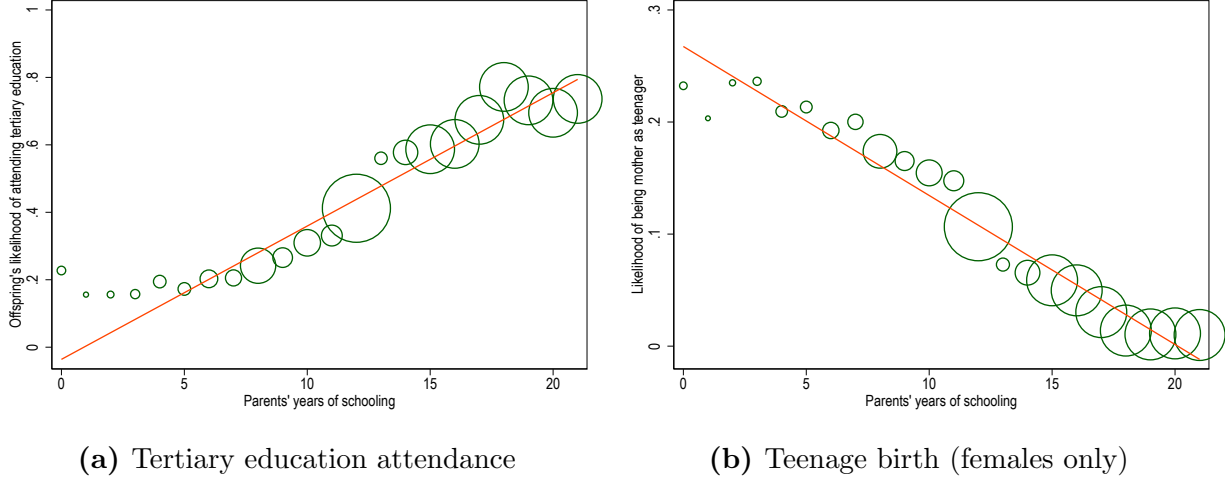 Offspring's likelihood of attending tertiary education
1
.8
.6
.4
.2
0
0 5 10 15 20
Parents' years of schooling
(a) Tertiary education attendance
Likelihood of being mother as teenager
.3
.2
.1
0
0 5 10 15 20
Parents' years of schooling
(b) Teenage birth (females only)